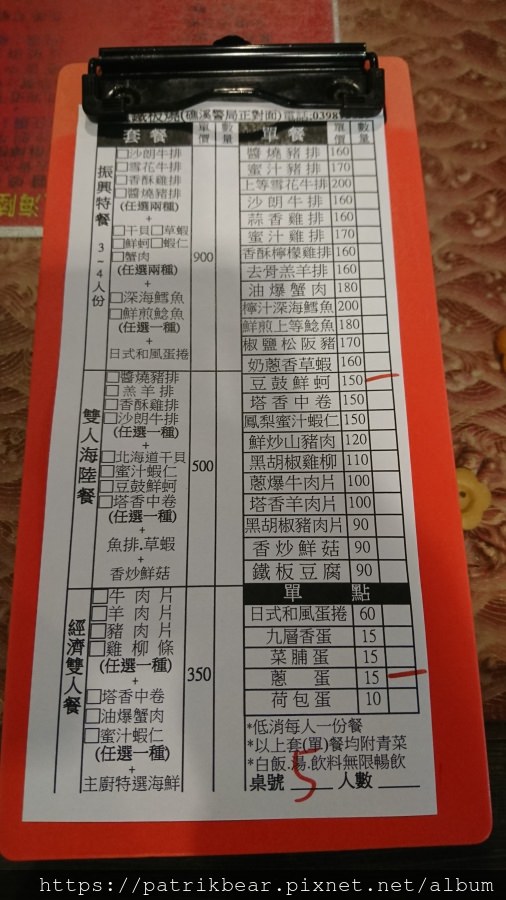 鐵板燒(礁溪警局正對面)電話.0398
套餐 單價 數量
振興特餐 3~4人份
□沙朗牛排
□雪花牛排
□香酥雞排
□醬燒豬排
(任選兩種)
+
□干貝□草蝦
□鮮蚵□蝦仁
□蟹肉
(任選兩種)
+
□深海鱈魚
□鮮煎鯰魚
(任選一種)
+
日式和風蛋捲
900
雙人海陸餐
□醬燒豬排
□羔羊排
□香酥雞排
□沙朗牛排
(任選一種)
+
□北海道干貝
□蜜汁蝦仁
□豆鼓鮮蚵
□塔香中卷
(任選一種)
+
魚排.草蝦
+
香炒鮮菇
500
經濟雙人餐
□牛肉片
□羊肉片
□豬肉片
□雞柳條
(任選一種)
+
□塔香中卷
□油爆蟹肉
□蜜汁蝦仁
(任選一種)
+
主廚特選海鮮
350
單餐 單價 數量
醬燒豬排 160
蜜汁豬排 170
上等雪花牛排 200
沙朗牛排 160
蒜香雞排 160
蜜汁雞排 170
香酥檸檬雞排 160
去骨羔羊排 160
油爆蟹肉 180
檸汁深海鱈魚 200
鮮煎上等鯰魚 180
椒鹽松阪豬 170
奶蔥香草蝦 160
豆鼓鮮蚵 150
塔香中卷 150
鳳梨蜜汁蝦仁 150
鮮炒山豬肉 120
黑胡椒雞柳 110
蔥爆牛肉片 100
塔香羊肉片 100
黑胡椒豬肉片 90
香炒鮮菇 90
鐵板豆腐 90
單點
日式和風蛋捲 60
九層香蛋 15
菜脯蛋 15
蔥蛋 15
荷包蛋 10
*低消每人一份餐
*以上套(單)餐均附青菜
*白飯.湯.飲料無限暢飲
桌號 5 人數
https://patrikbear.pixnet.net/album